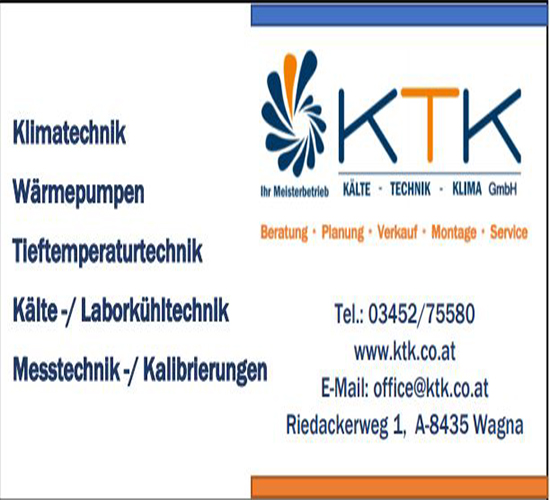 Klimatechnik
Wärmepumpen
Tieftemperaturtechnik
Kälte -/ Laborkühltechnik
Messtechnik -/ Kalibrierungen
KTK
Ihr Meisterbetrieb
KÄLTE - TECHNIK - KLIMA GmbH
Beratung · Planung · Verkauf · Montage · Service
Tel.: 03452/75580
www.ktk.co.at
E-Mail: office@ktk.co.at
Riedackerweg 1, A-8435 Wagna